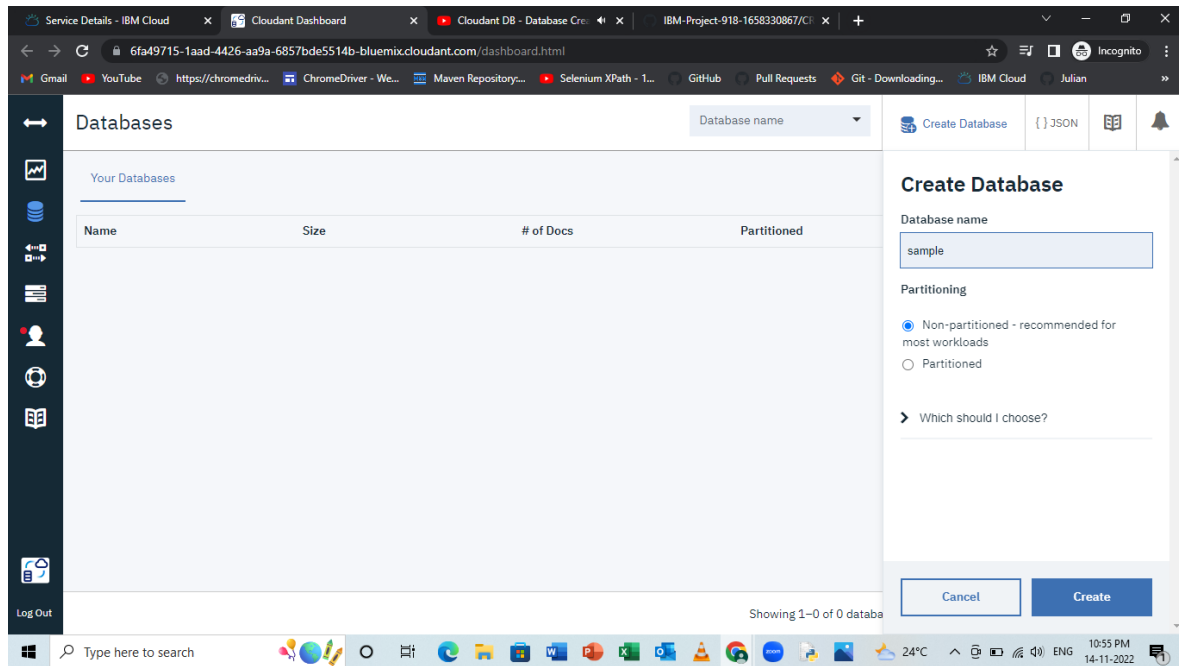 Service Details - IBM Cloud
Cloudant Dashboard
Cloudant DB - Database Crea
IBM-Project-918-1658330867/CR
6fa49715-1aad-4426-aa9a-6857bde5514b-bluemix.cloudant.com/dashboard.html
Incognito
Gmail
YouTube
https://chromedriv...
ChromeDriver - We...
Maven Repository:...
Selenium XPath - 1...
GitHub
Pull Requests
Git - Downloading...
IBM Cloud
Julian
»
Databases
Database name
Create Database
{ } JSON
Your Databases
Name
Size
# of Docs
Partitioned
Create Database
Database name
sample
Partitioning
Non-partitioned - recommended for
most workloads
Partitioned
Which should I choose?
Cancel
Create
Log Out
Showing 1–0 of 0 databa
Type here to search
zoom
24°C
ENG
10:55 PM
14-11-2022
1